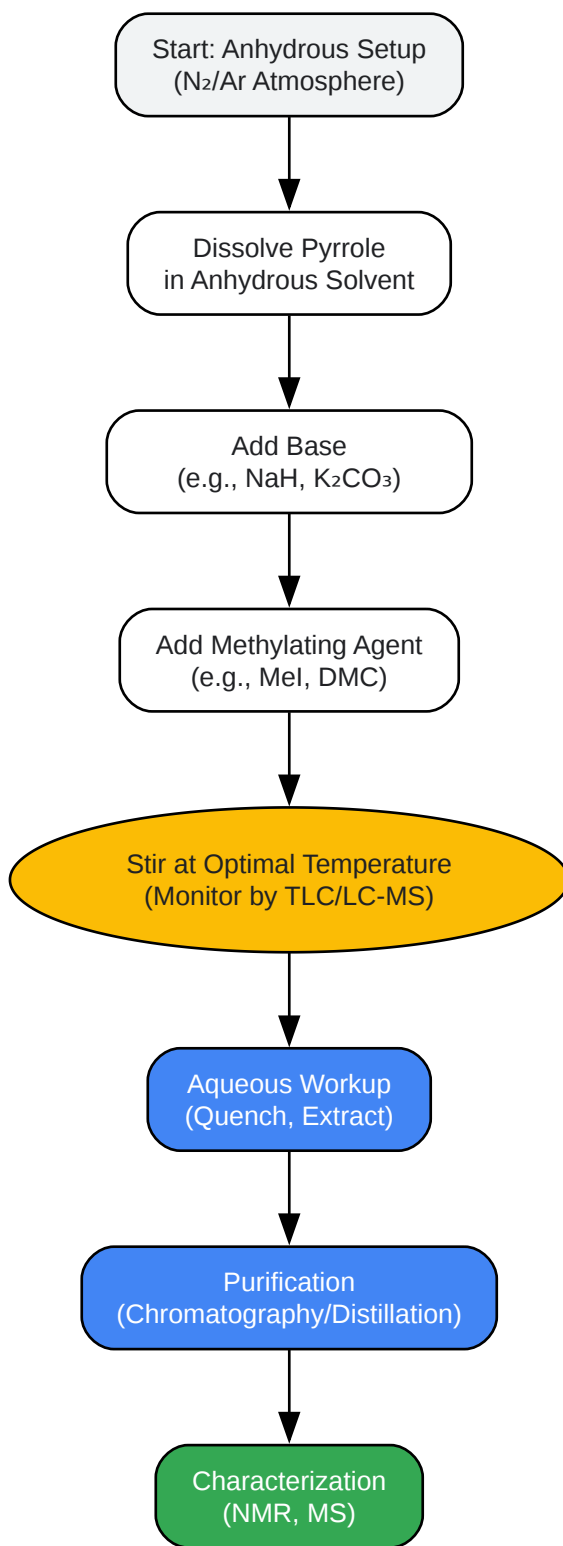 Start: Anhydrous Setup
(N₂/Ar Atmosphere)
Dissolve Pyrrole
in Anhydrous Solvent
Add Base
(e.g., NaH, K₂CO₃)
Add Methylating Agent
(e.g., MeI, DMC)
Stir at Optimal Temperature
(Monitor by TLC/LC-MS)
Aqueous Workup
(Quench, Extract)
Purification
(Chromatography/Distillation)
Characterization
(NMR, MS)